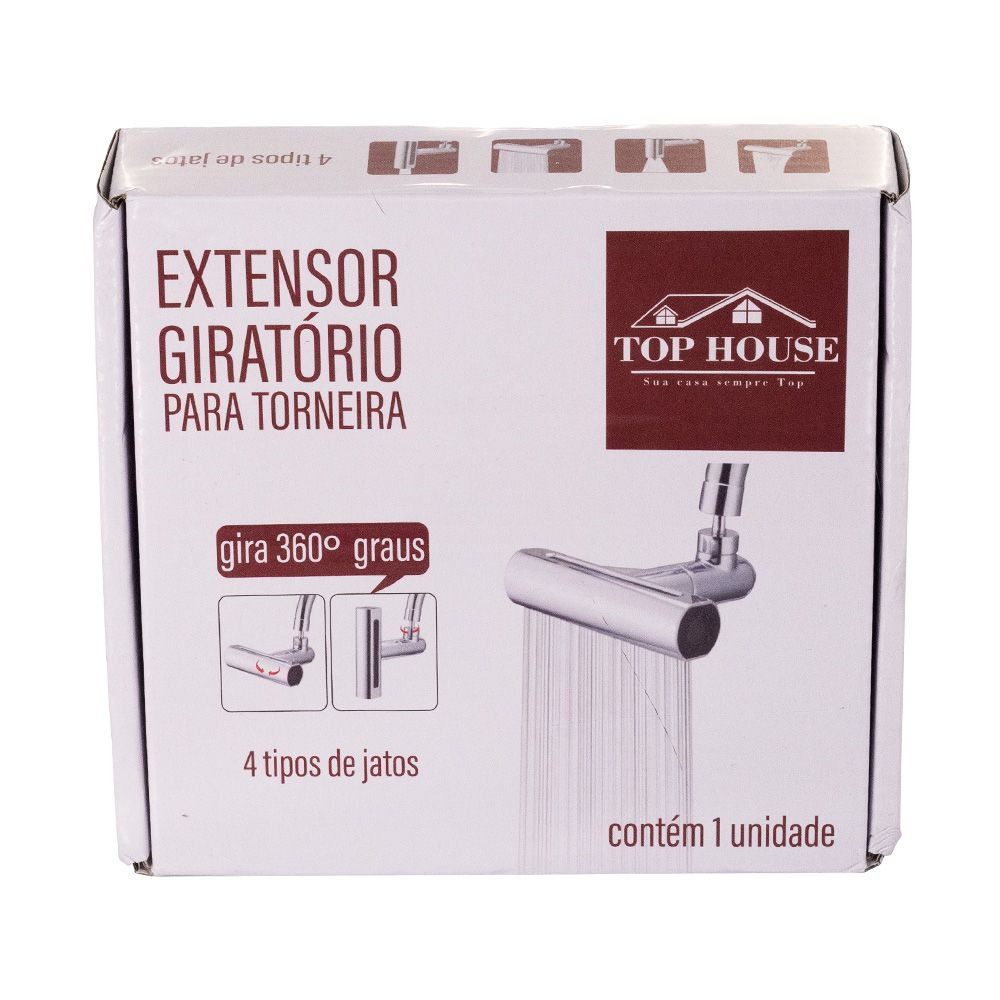 4 tipos de jatos
EXTENSOR
GIRATÓRIO
PARA TORNEIRA
TOP HOUSE
Sua casa sempre Top
gira 360º graus
4 tipos de jatos
contém 1 unidade